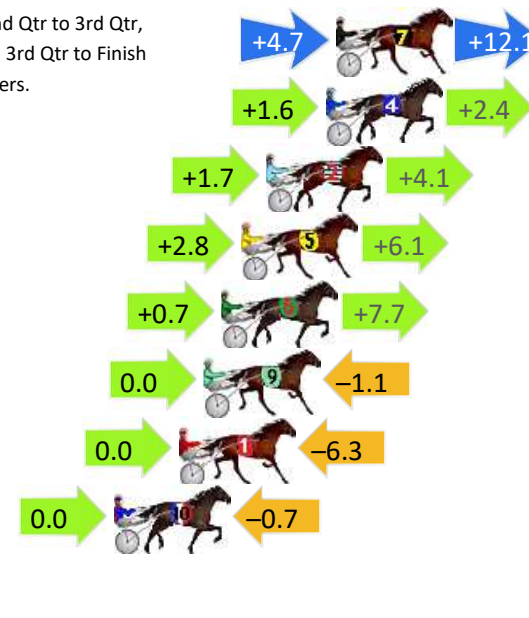 d Qtr to 3rd Qtr,
3rd Qtr to Finish
ers.
+4.7 7 +12.1
+1.6 4 +2.4
+1.7 +4.1
+2.8 5 +6.1
+0.7 6 +7.7
0.0 9 –1.1
0.0 1 –6.3
0.0 10 –0.7